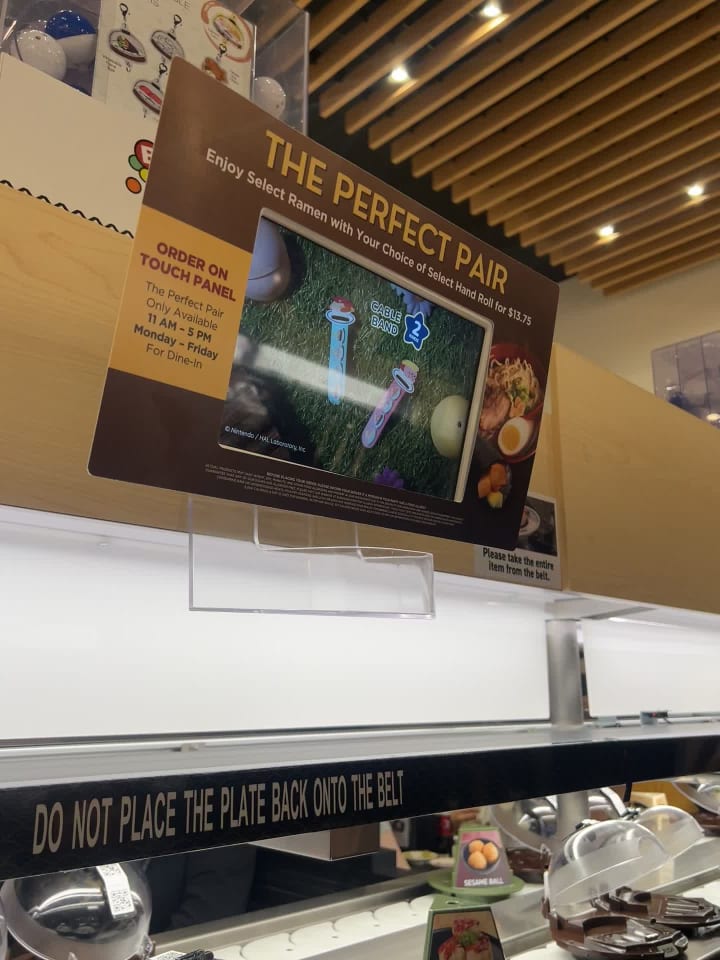 THE PERFECT PAIR
Enjoy Select Ramen with Your Choice of Select Hand Roll for $13.75
ORDER ON
TOUCH PANEL
The Perfect Pair
Only Available
11 AM – 5 PM
Monday – Friday
For Dine-In
CABLE
BAND
2
© Nintendo / HAL Laboratory, Inc
Please take the entire
item from the belt.
DO NOT PLACE THE PLATE BACK ONTO THE BELT
SESAME BALL